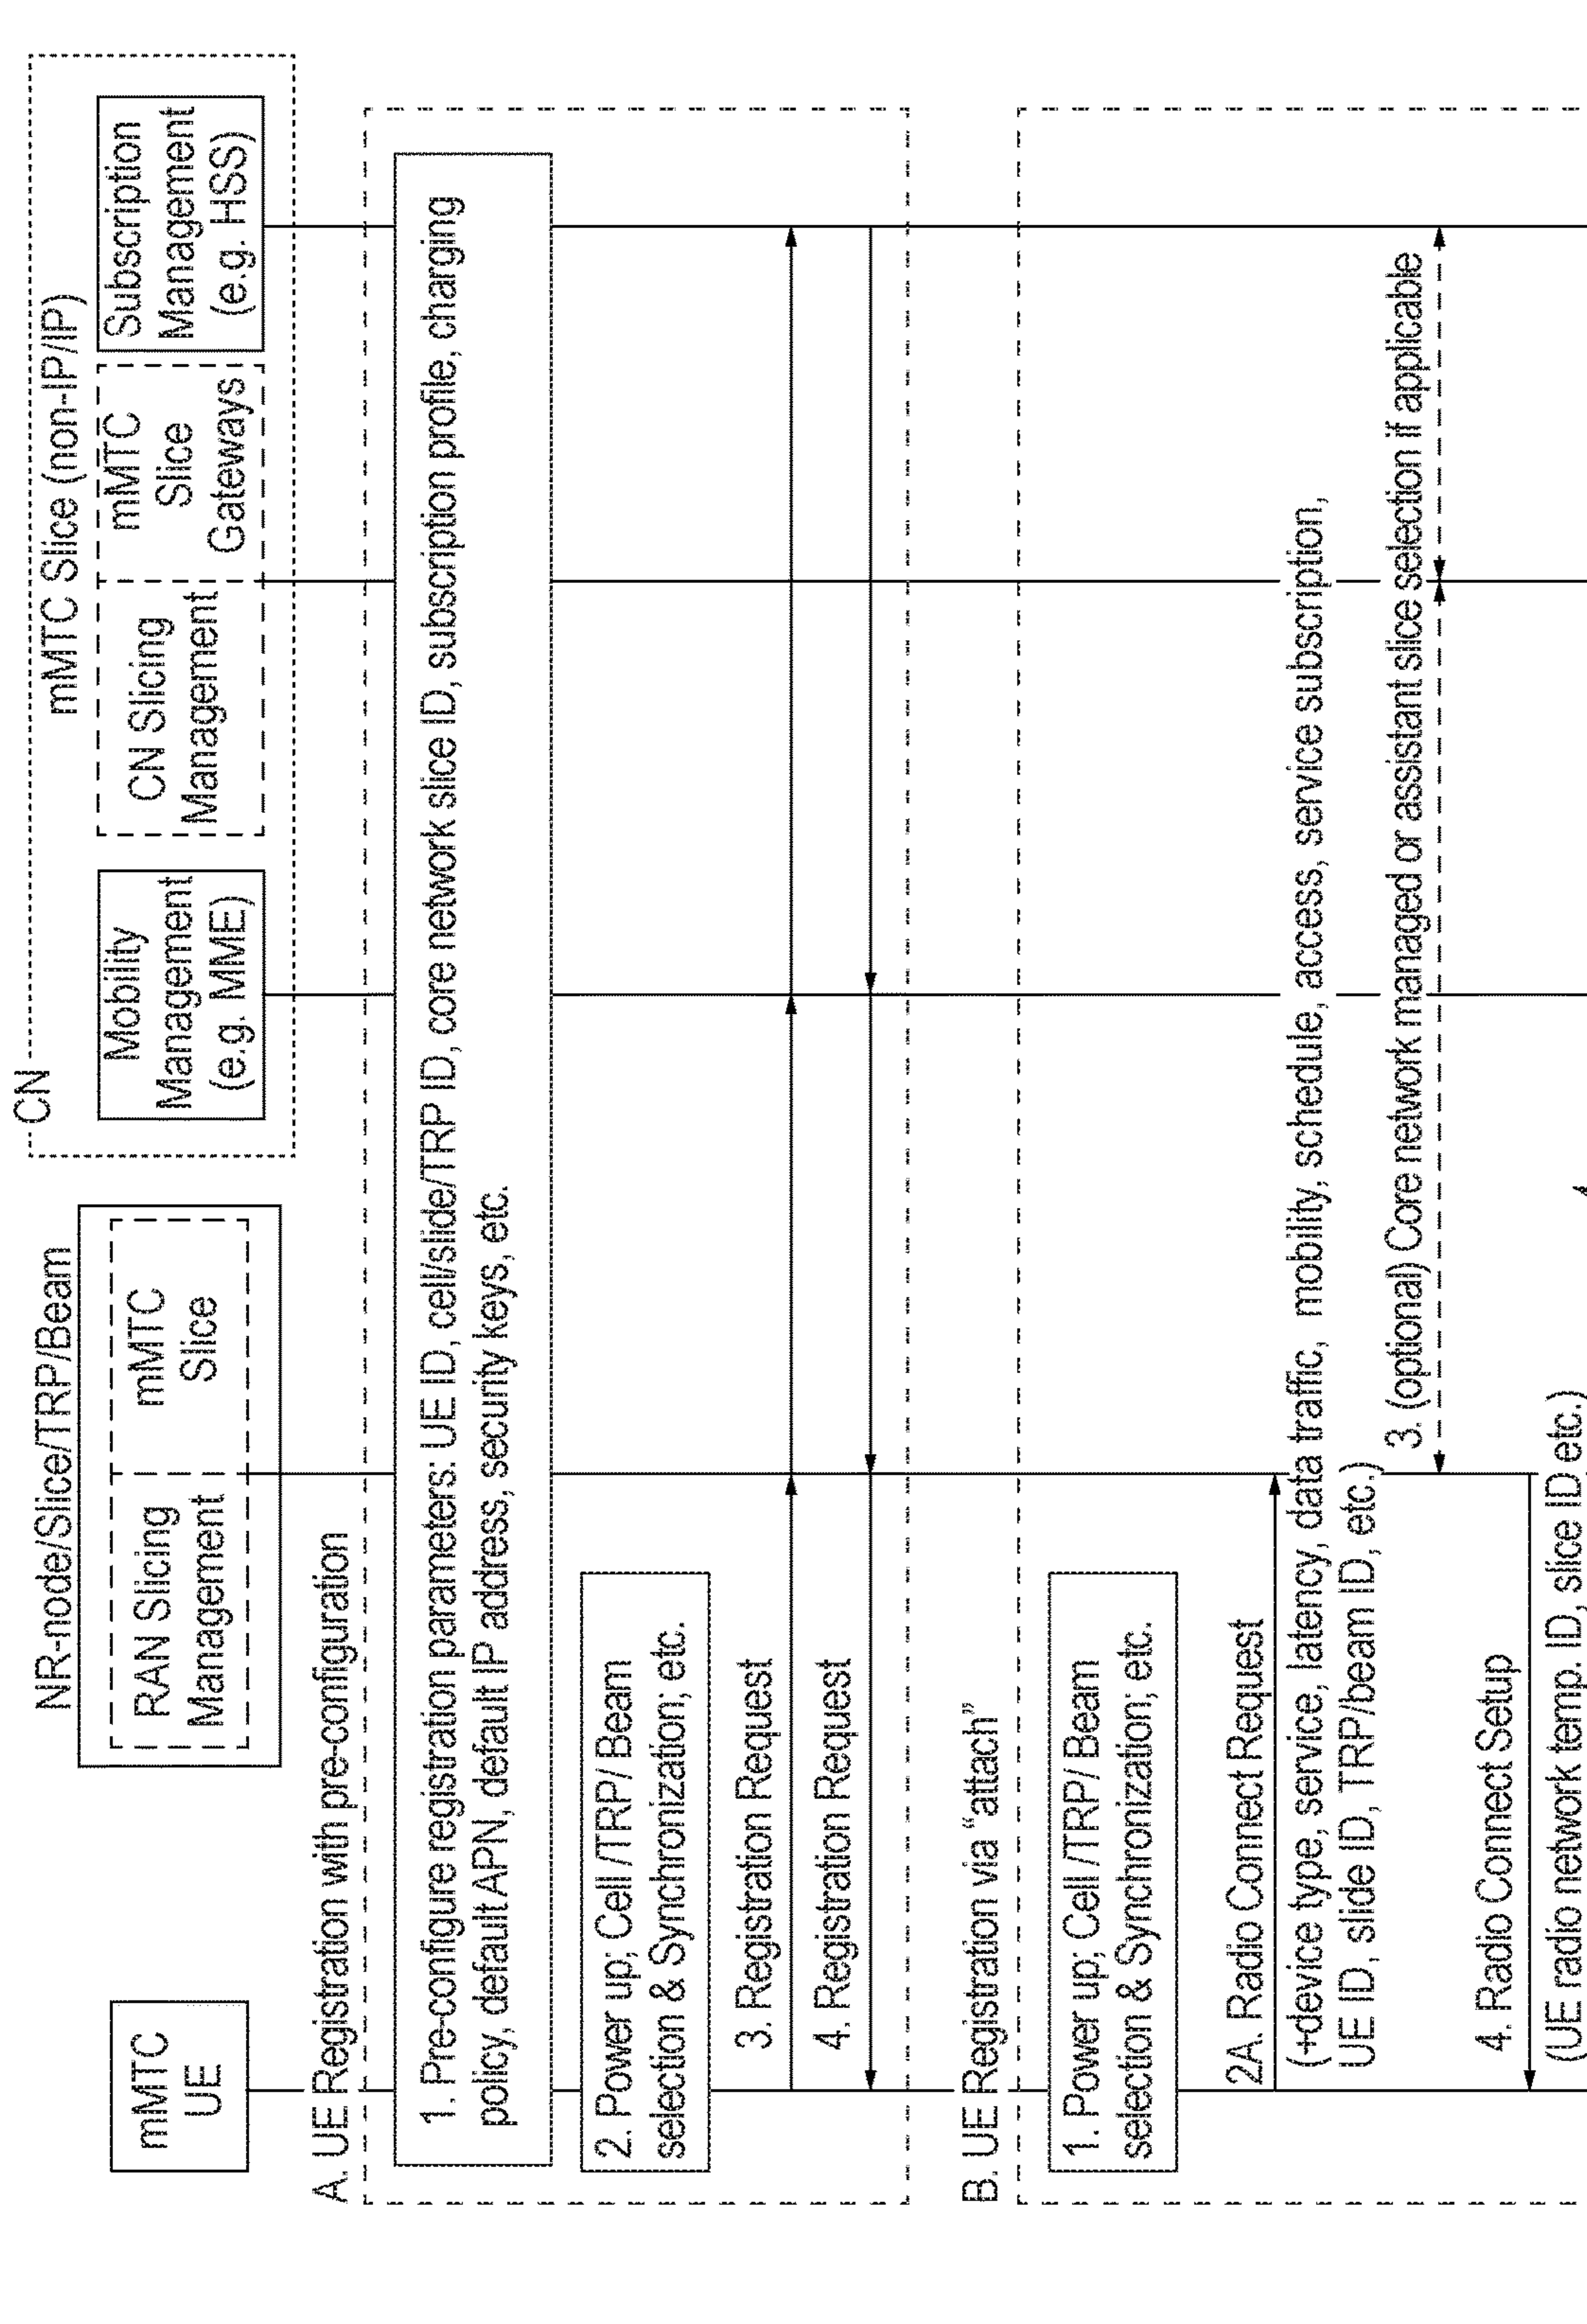 CN
mMTC Slice (non-IP/IP)
NR-node/Slice/TRP/Beam
mMTC
UE
RAN Slicing
Management
mMTC
Slice
Mobility
Management
(e.g. MME)
CN Slicing
Management
mMTC
Slice
Gateways
Subscription
Management
(e.g. HSS)
A. UE Registration with pre-configuration
1. Pre-configure registration parameters: UE ID, cell/slide/TRP ID, core network slice ID, subscription profile, charging
policy, default APN, default IP address, security keys, etc.
2. Power up; Cell /TRP/ Beam
selection & Synchronization; etc.
3. Registration Request
4. Registration Request
B. UE Registration via “attach”
1. Power up; Cell /TRP/ Beam
selection & Synchronization; etc.
2A. Radio Connect Request
(+device type, service, latency, data traffic, mobility, schedule, access, service subscription,
UE ID, slide ID, TRP/beam ID, etc.)
3. (optional) Core network managed or assistant slice selection if applicable
4. Radio Connect Setup
(UE radio network temp. ID, slice ID etc.)